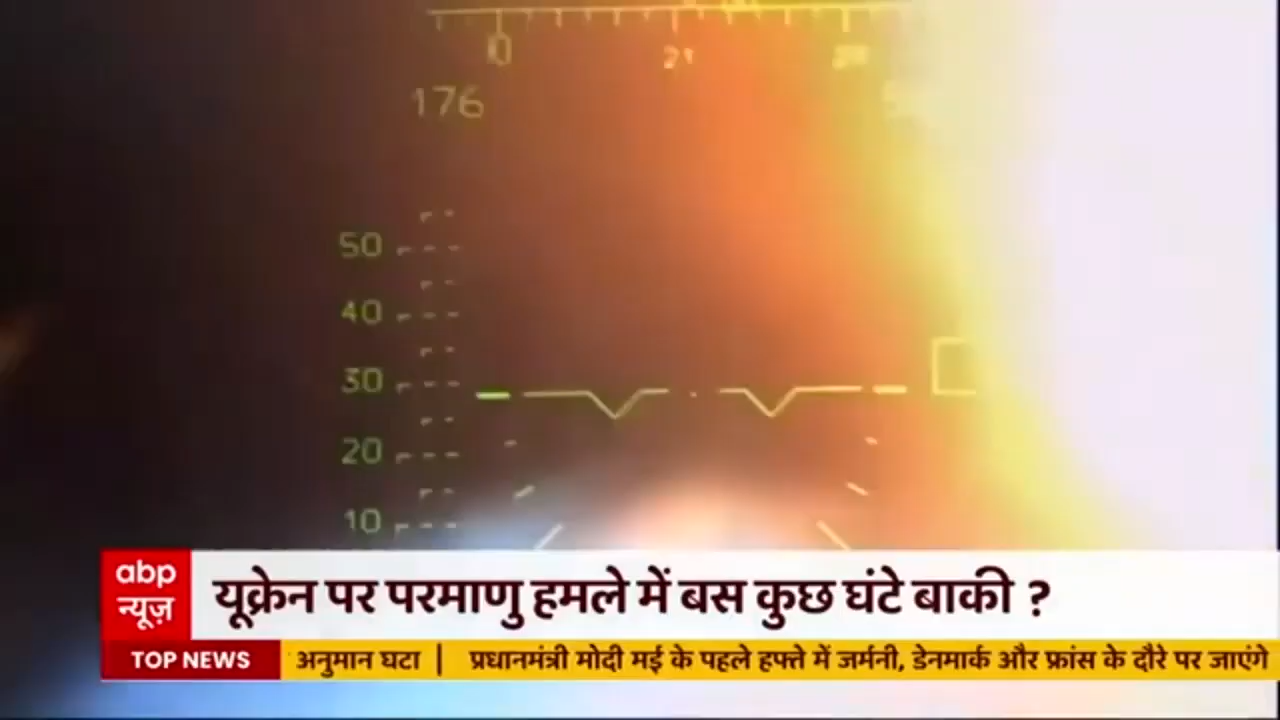 176
50
40
30
20
10
abp
न्यूज़
यूक्रेन पर परमाणु हमले में बस कुछ घंटे बाकी ?
TOP NEWS
अनुमान घटा | प्रधानमंत्री मोदी मई के पहले हफ्ते में जर्मनी, डेनमार्क और फ्रांस के दौरे पर जाएंगे